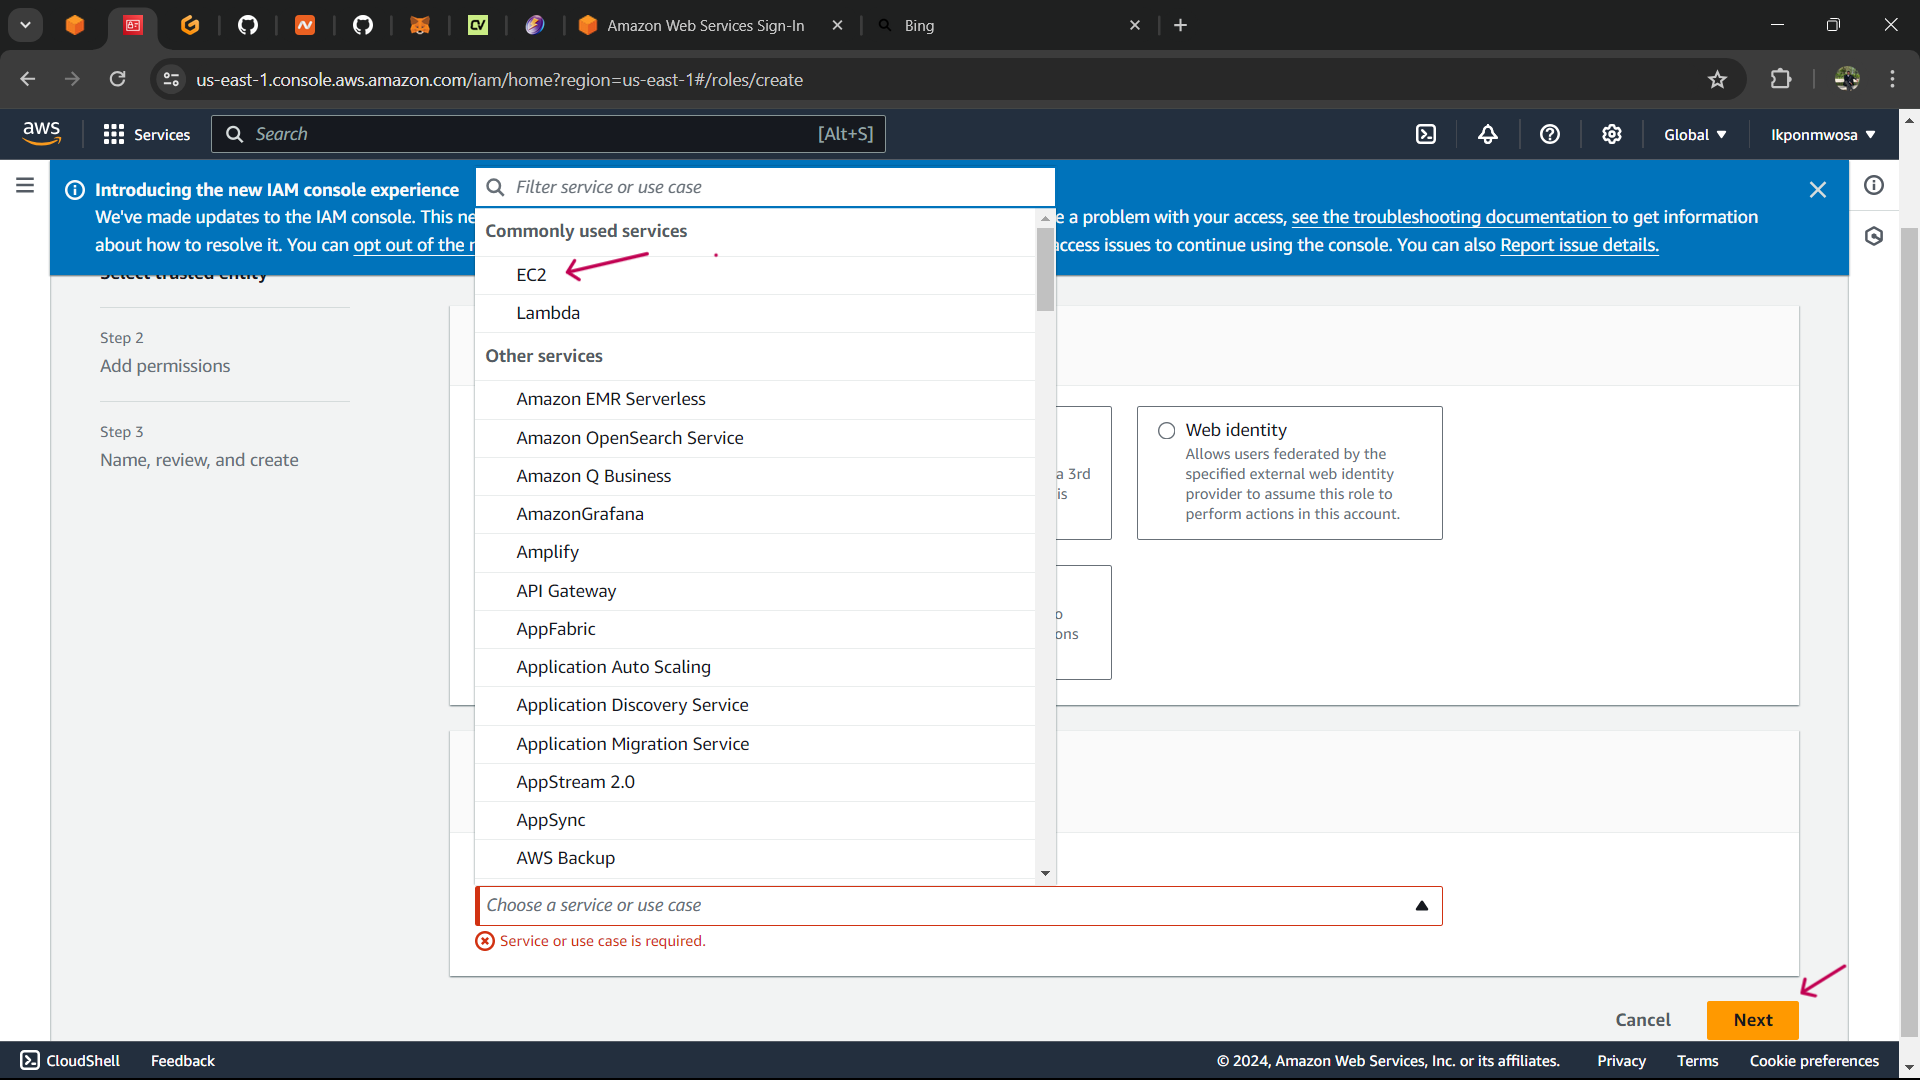 CV
Amazon Web Services Sign-In
Bing
us-east-1.console.aws.amazon.com/iam/home?region=us-east-1#/roles/create
aws
Services
Search
[Alt+S]
Global
Ikponmwosa
Introducing the new IAM console experience
We've made updates to the IAM console. This ne
e a problem with your access, see the troubleshooting documentation to get information
about how to resolve it. You can opt out of the
access issues to continue using the console. You can also Report issue details.
Select trusted entity
Step 2
Add permissions
Step 3
Name, review, and create
Filter service or use case
Commonly used services
EC2
Lambda
Other services
Amazon EMR Serverless
Amazon OpenSearch Service
Amazon Q Business
AmazonGrafana
Amplify
API Gateway
AppFabric
Application Auto Scaling
Application Discovery Service
Application Migration Service
AppStream 2.0
AppSync
AWS Backup
a 3rd
is
Web identity
Allows users federated by the
specified external web identity
provider to assume this role to
perform actions in this account.
o
ons
Choose a service or use case
Service or use case is required.
Cancel
Next
CloudShell
Feedback
© 2024, Amazon Web Services, Inc. or its affiliates.
Privacy
Terms
Cookie preferences